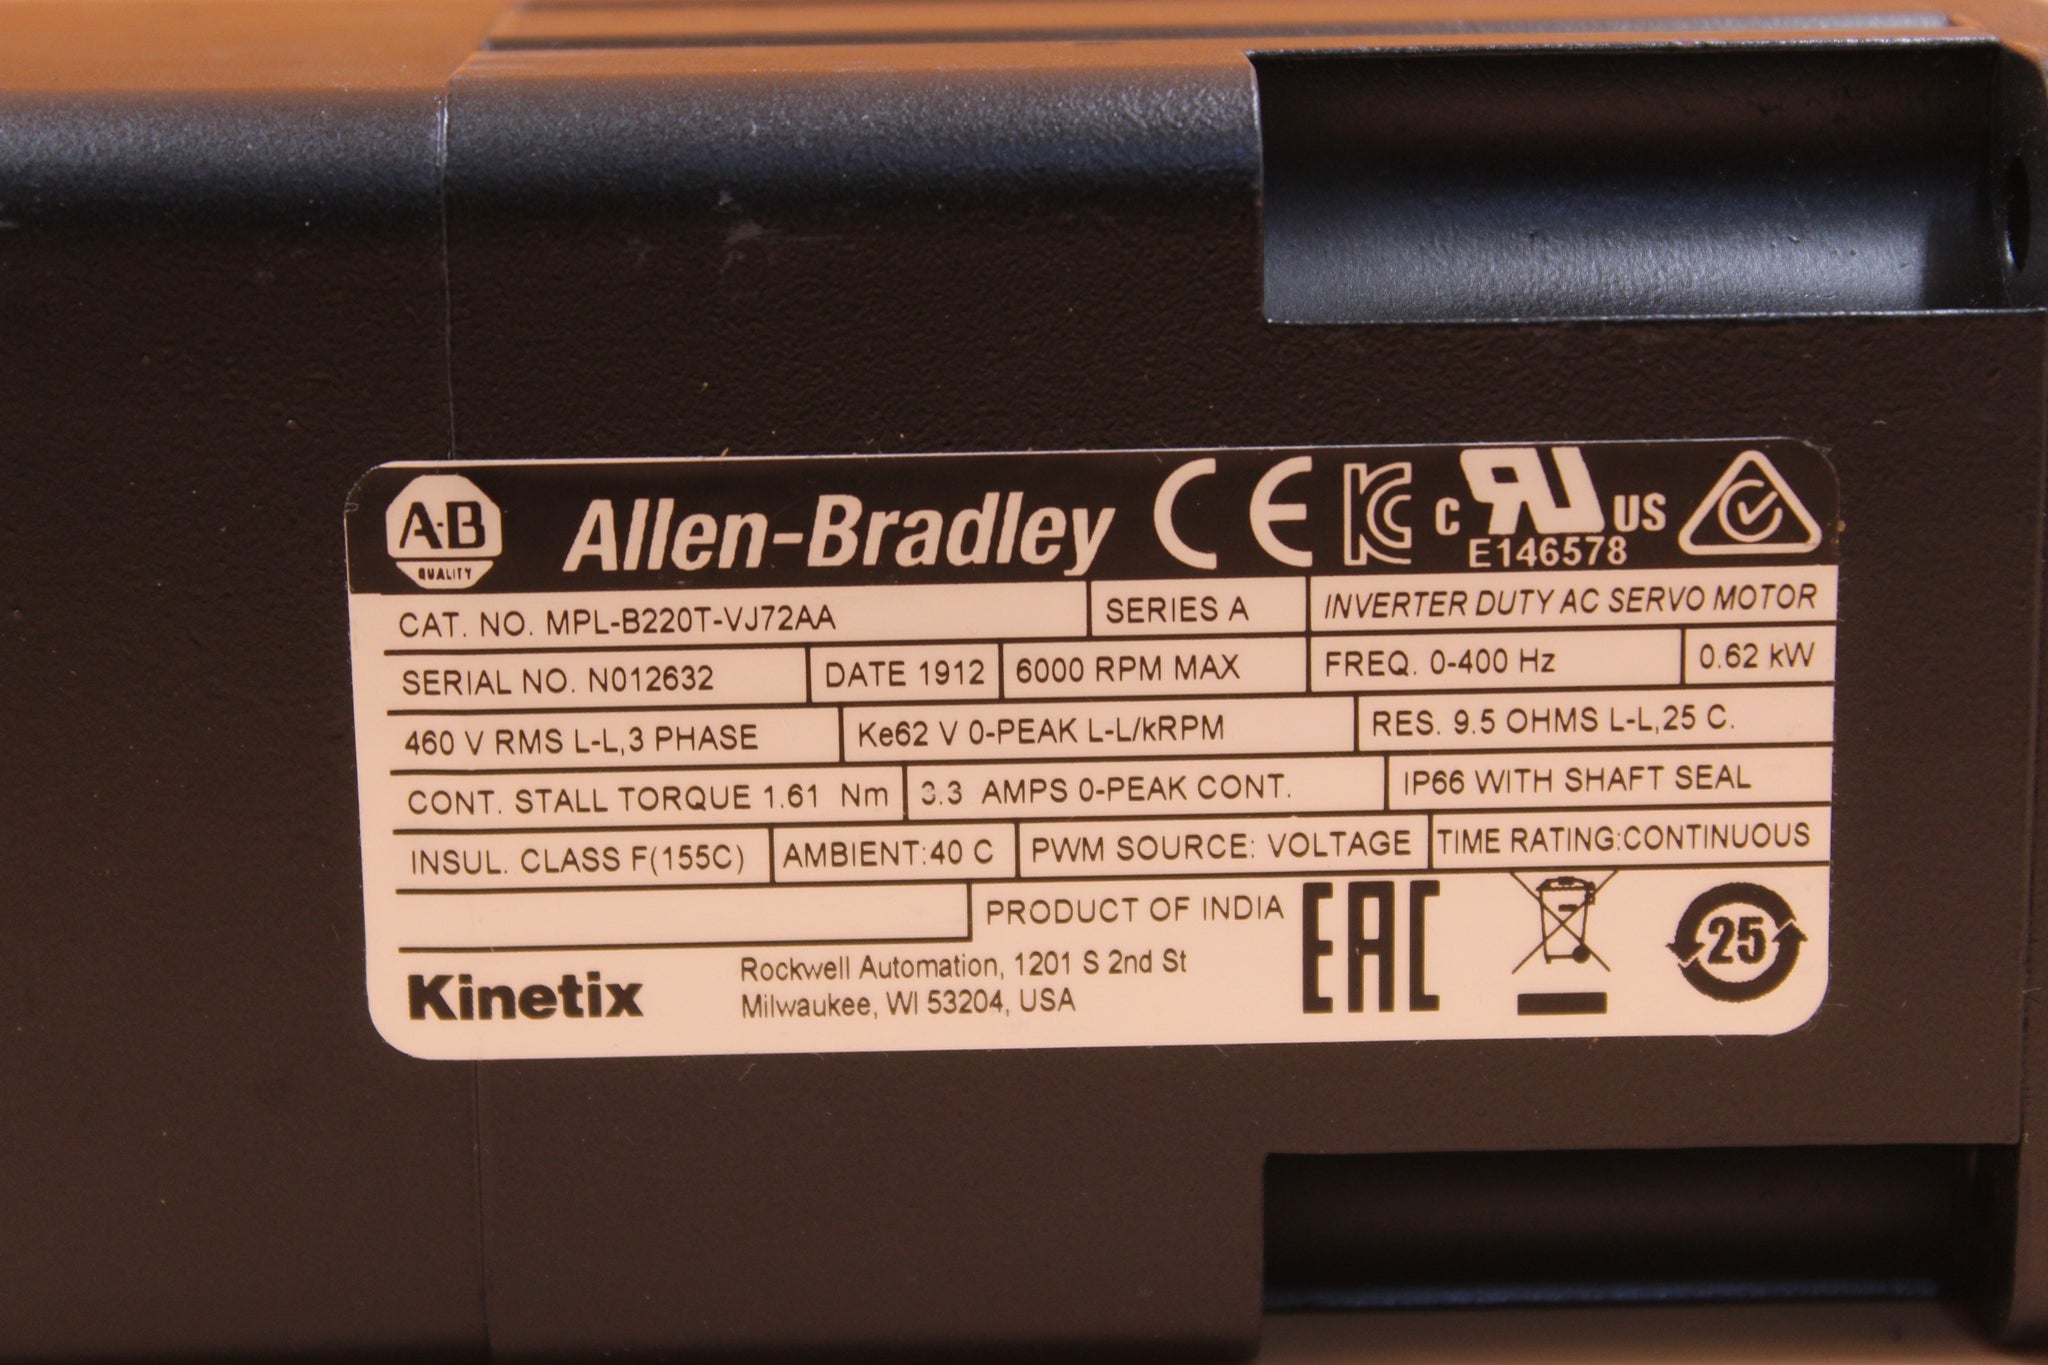 A-B QUALITY Allen-Bradley CE KC c RU US
E146578
CAT. NO. MPL-B220T-VJ72AA SERIES A INVERTER DUTY AC SERVO MOTOR
SERIAL NO. N012632 DATE 1912 6000 RPM MAX FREQ. 0-400 Hz 0.62 kW
460 V RMS L-L,3 PHASE Ke62 V 0-PEAK L-L/kRPM RES. 9.5 OHMS L-L,25 C.
CONT. STALL TORQUE 1.61 Nm 3.3 AMPS 0-PEAK CONT. IP66 WITH SHAFT SEAL
INSUL. CLASS F(155C) AMBIENT:40 C PWM SOURCE: VOLTAGE TIME RATING:CONTINUOUS
PRODUCT OF INDIA EAC 25
Kinetix Rockwell Automation, 1201 S 2nd St
Milwaukee, WI 53204, USA